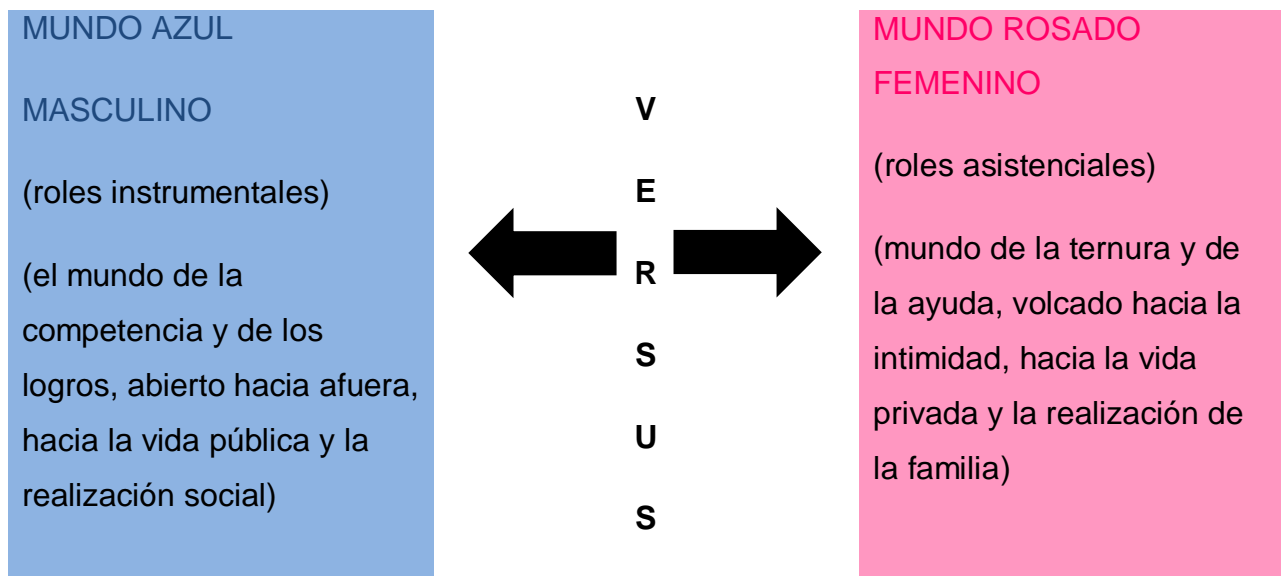 MUNDO AZUL
MASCULINO
(roles instrumentales)
(el mundo de la
competencia y de los
logros, abierto hacia afuera,
hacia la vida pública y la
realización social)
V
E
R
S
U
S
MUNDO ROSADO
FEMENINO
(roles asistenciales)
(mundo de la ternura y de
la ayuda, volcado hacia la
intimidad, hacia la vida
privada y la realización de
la familia)